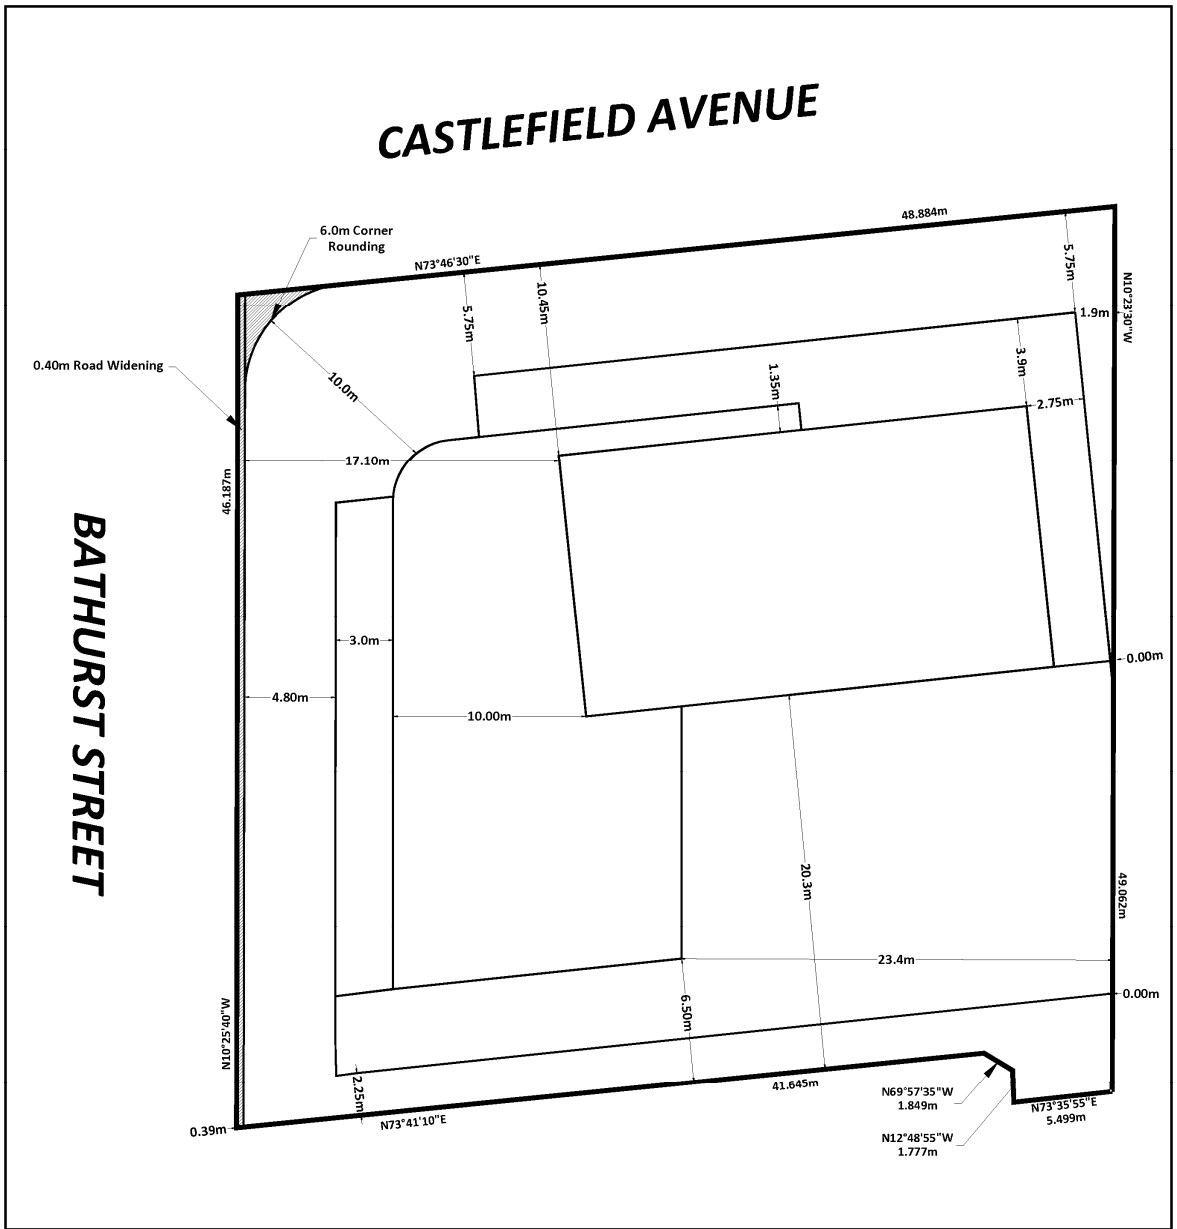 CASTLEFIELD AVENUE
48.884m
6.0m Corner
Rounding
N73°46'30"E
5.75m
10.45m
5.75m
N10°23'30"W
1.9m
0.40m Road Widening
10.0m
1.35m
3.9m
2.75m
17.10m
46.187m
BATHURST STREET
3.0m
0.00m
4.80m
10.00m
20.3m
49.062m
23.4m
0.00m
6.50m
N10°25'40"W
2.25m
41.645m
N69°57'35"W
1.849m
0.39m
N73°41'10"E
N73°35'55"E
5.499m
N12°48'55"W
1.777m